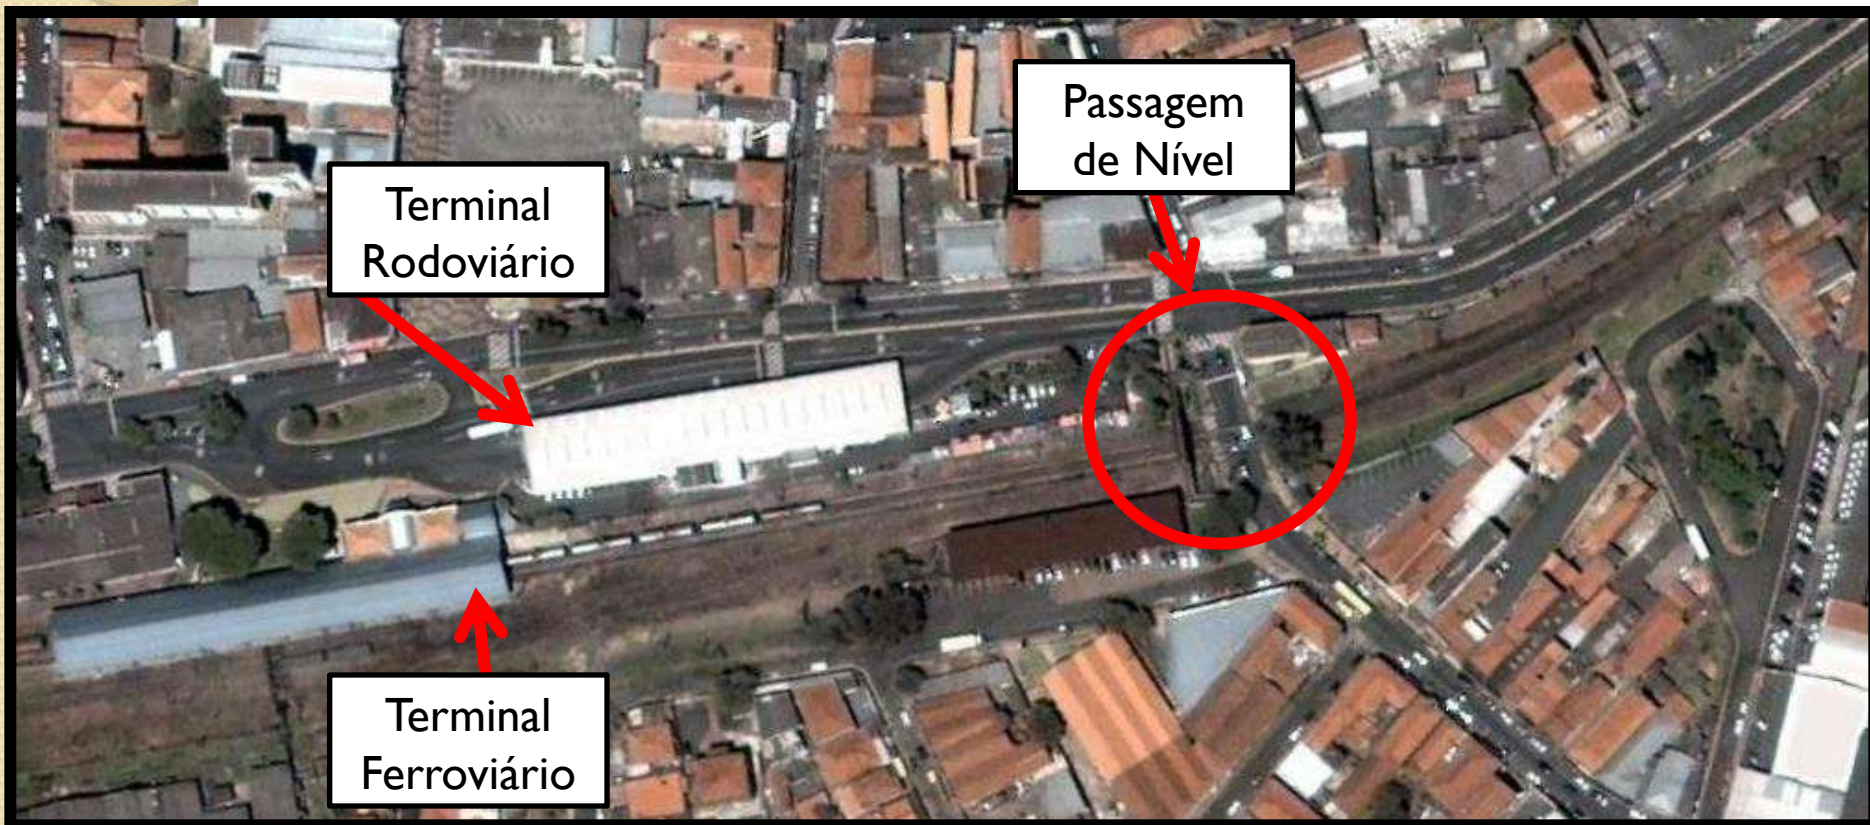 Passagem
de Nível
Terminal
Rodoviário
Terminal
Ferroviário